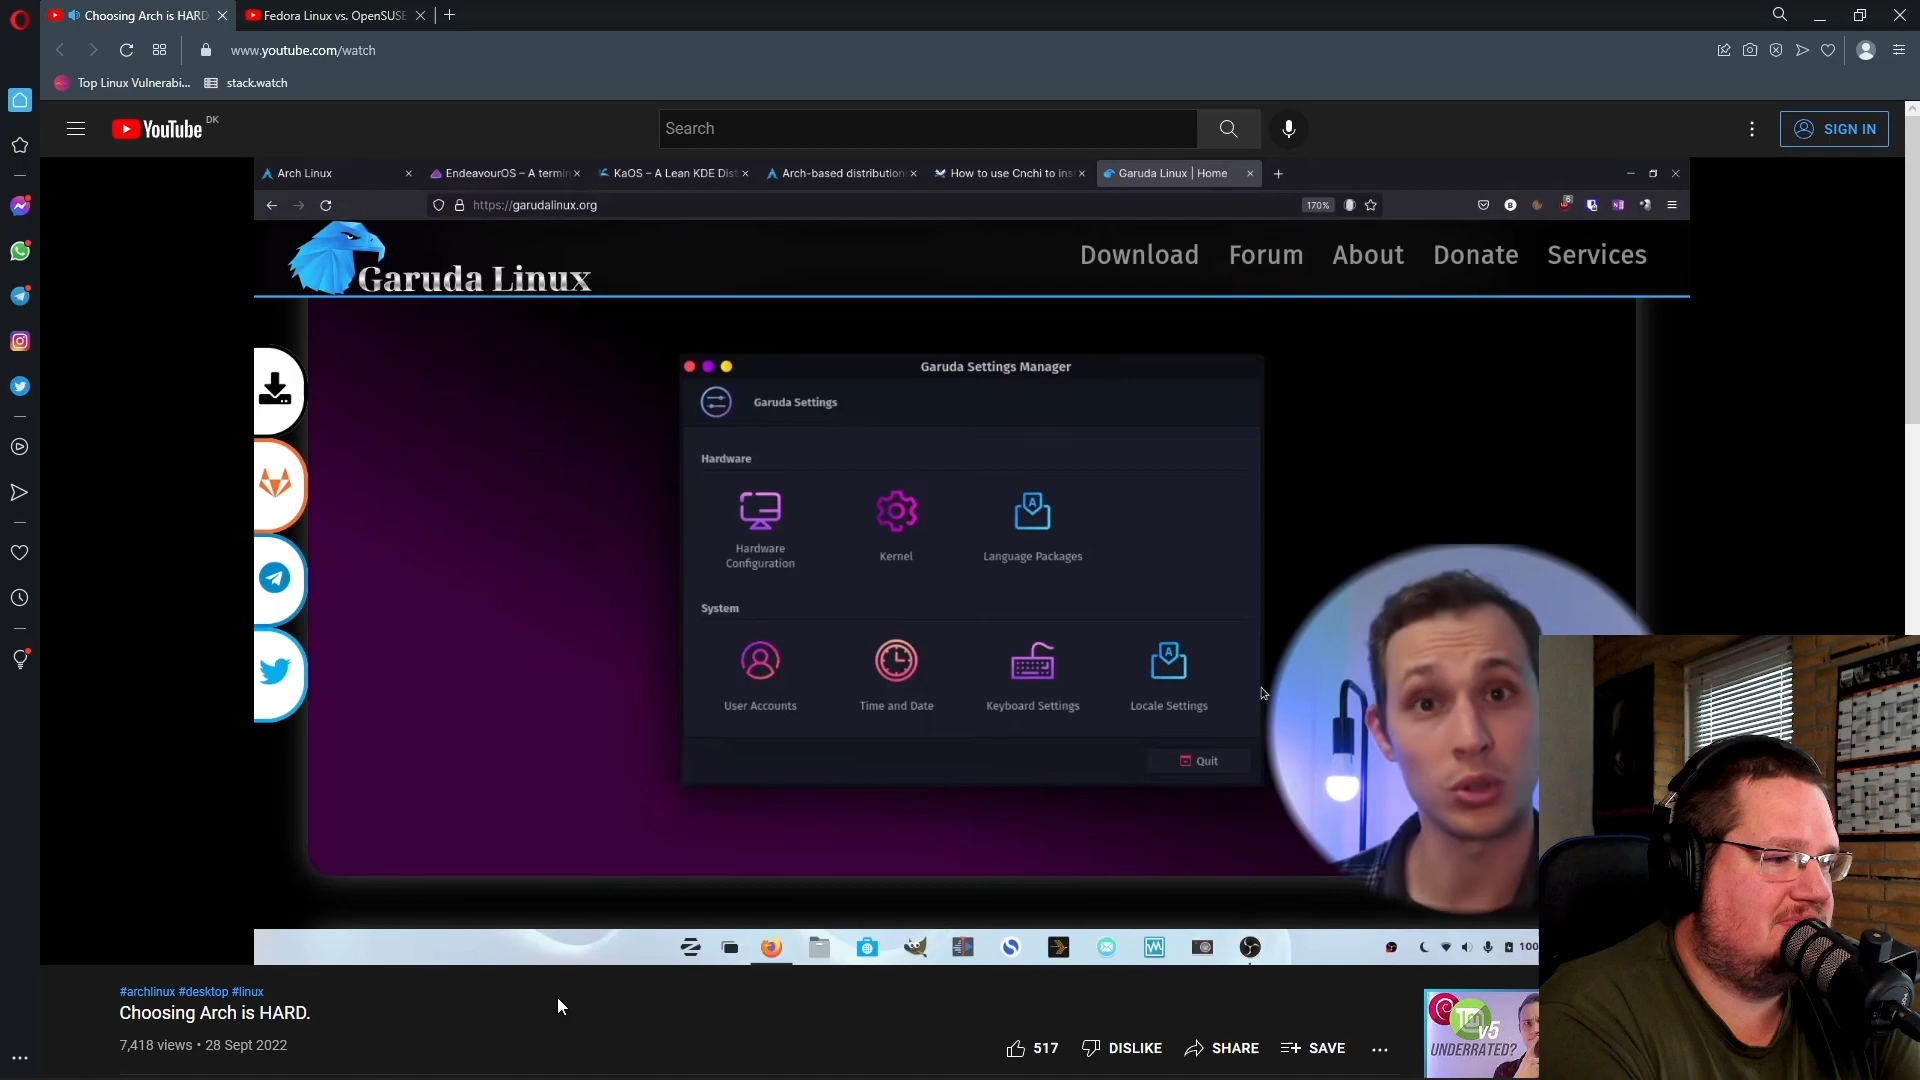 Choosing Arch is HARD
Fedora Linux vs. OpenSUSE
www.youtube.com/watch
Top Linux Vulnerabi...
stack.watch
YouTube
DK
Search
SIGN IN
Arch Linux
EndeavourOS – A termin
KaOS – A Lean KDE Dist
Arch-based distribution
How to use Cnchi to ins
Garuda Linux | Home
https://garudalinux.org
170%
Garuda Linux
Download
Forum
About
Donate
Services
Garuda Settings Manager
Garuda Settings
Hardware
Hardware
Configuration
Kernel
Language Packages
System
User Accounts
Time and Date
Keyboard Settings
Locale Settings
Quit
100
#archlinux #desktop #linux
Choosing Arch is HARD.
7,418 views • 28 Sept 2022
517
DISLIKE
SHARE
SAVE
v5
UNDERRATED?